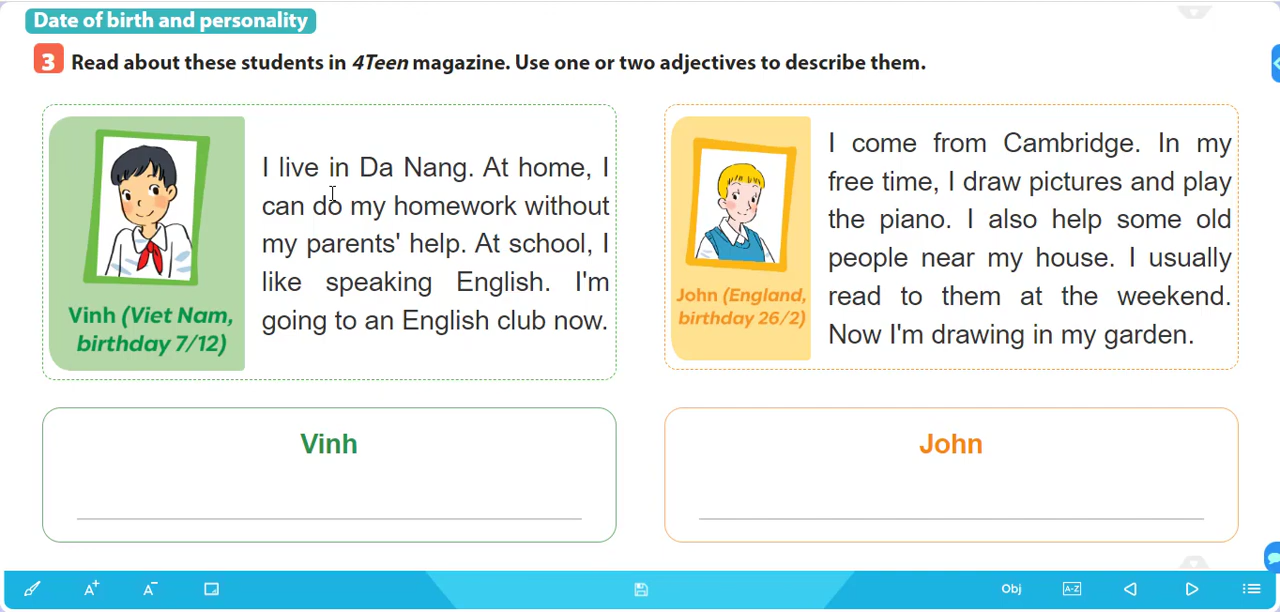 Date of birth and personality
3 Read about these students in 4Teen magazine. Use one or two adjectives to describe them.
I live in Da Nang. At home, I
can do my homework without
my parents' help. At school, I
like speaking English. I'm
going to an English club now.
Vinh (Viet Nam,
birthday 7/12)
I come from Cambridge. In my
free time, I draw pictures and play
the piano. I also help some old
people near my house. I usually
read to them at the weekend.
Now I'm drawing in my garden.
John (England,
birthday 26/2)
Vinh
John
A+
A-
Obj
A-Z